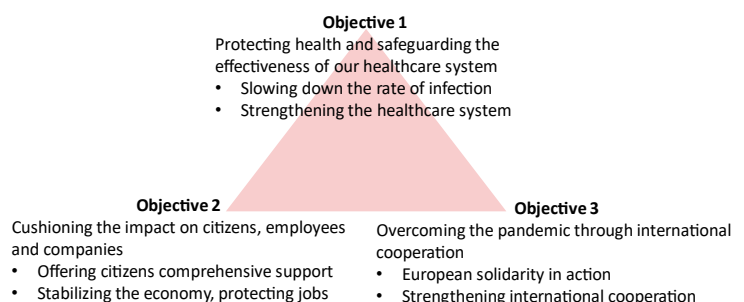 Objective 1
Protecting health and safeguarding the
effectiveness of our healthcare system
• Slowing down the rate of infection
• Strengthening the healthcare system
Objective 2
Cushioning the impact on citizens, employees
and companies
• Offering citizens comprehensive support
• Stabilizing the economy, protecting jobs
Objective 3
Overcoming the pandemic through international
cooperation
• European solidarity in action
• Strengthening international cooperation